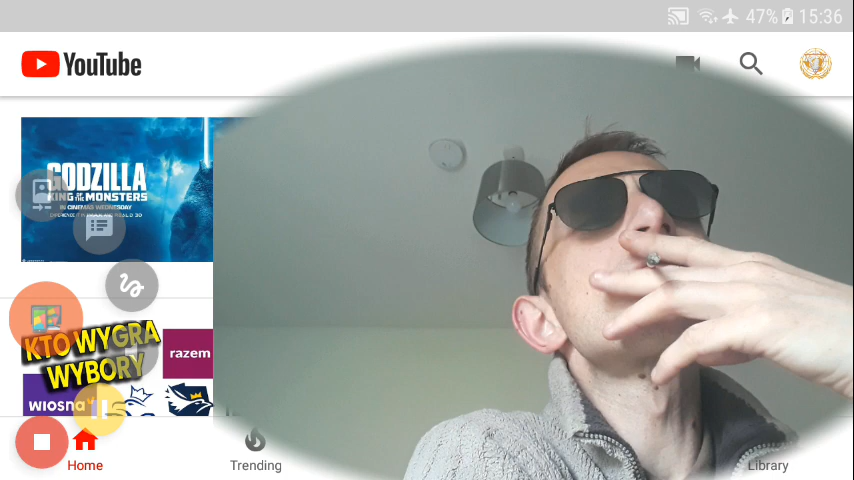 47% 15:36
YouTube
GODZILLA
KING OF THE MONSTERS
IN CINEMAS WEDNESDAY
KTO WYGRA
WYBORY
razem
wiosna
Home
Trending
Library